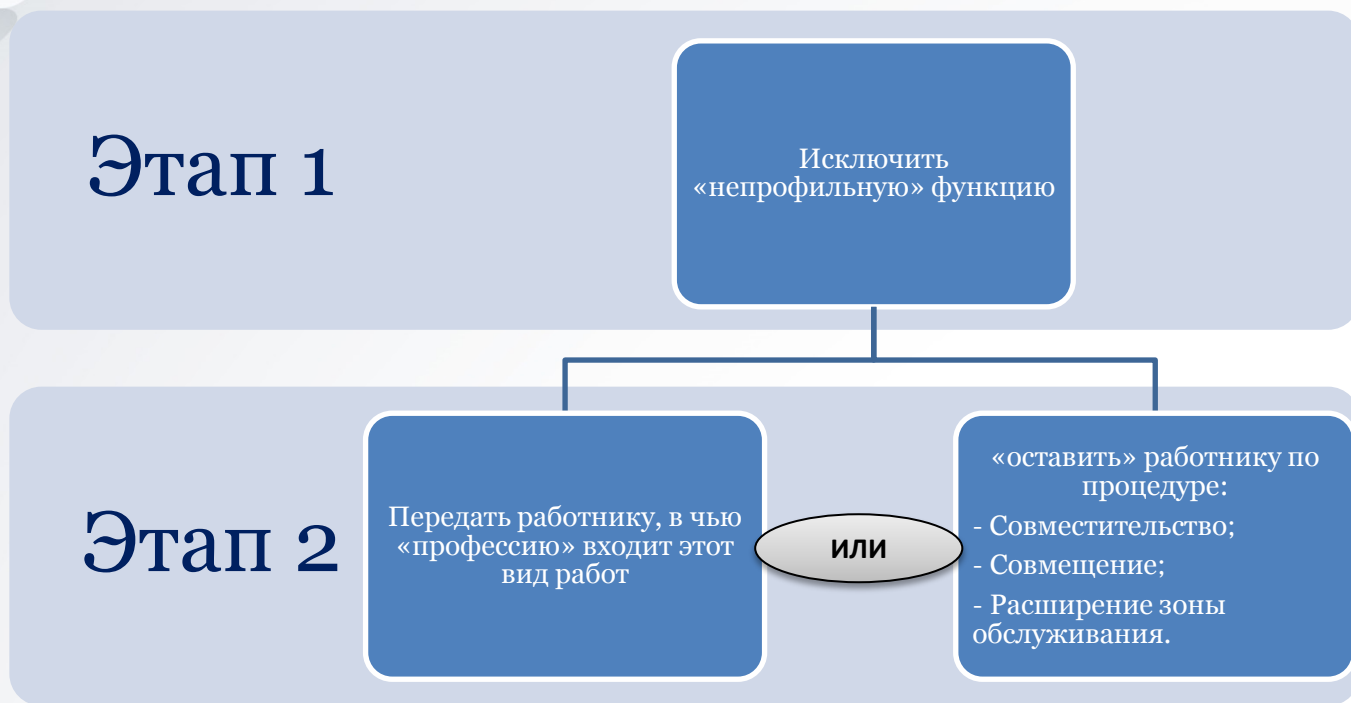 Этап 1
Исключить
«непрофильную» функцию
Этап 2
Передать работнику, в чью
«профессию» входит этот
вид работ
или
«оставить» работнику по
процедуре:
- Совместительство;
- Совмещение;
- Расширение зоны
обслуживания.